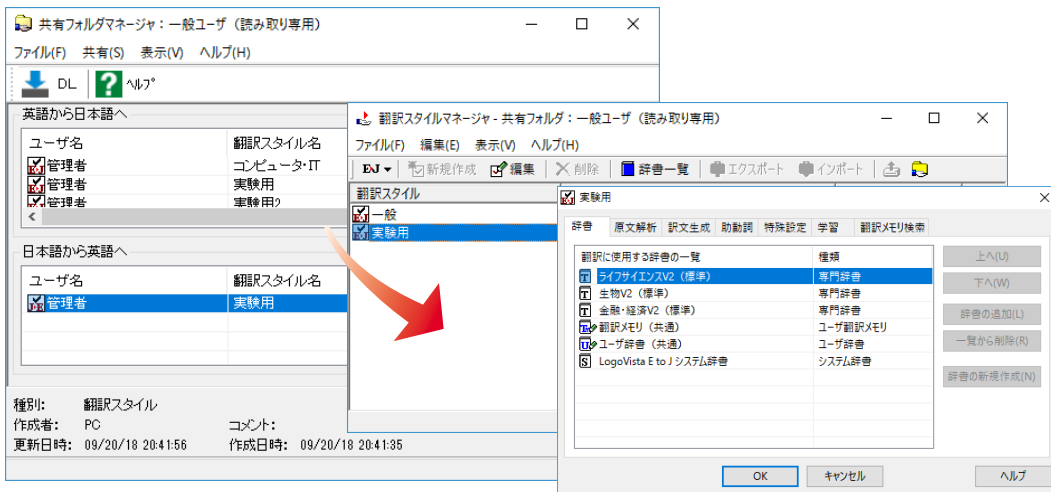 共有フォルダマネージャ：一般ユーザ（読み取り専用）
ファイル(F) 共有(S) 表示(V) ヘルプ(H)
DL ヘルプ
英語から日本語へ
ユーザ名 翻訳スタイル名
管理者 コンピュータ・IT
管理者 実験用
管理者 実験用2
日本語から英語へ
ユーザ名 翻訳スタイル名
管理者 実験用
種別: 翻訳スタイル
作成者: PC コメント:
更新日時: 09/20/18 20:41:56 作成日時: 09/20/18 20:41:35
翻訳スタイルマネージャ - 共有フォルダ：一般ユーザ（読み取り専用）
ファイル(F) 編集(E) 表示(V) ヘルプ(H)
EJ 新規作成 編集 削除 辞書一覧 エクスポート インポート
翻訳スタイル
一般
実験用
実験用
辞書 原文解析 訳文生成 助動詞 特殊設定 学習 翻訳メモリ検索
翻訳に使用する辞書の一覧 種類
ライフサイエンスV2（標準） 専門辞書
生物V2（標準） 専門辞書
金融・経済V2（標準） 専門辞書
翻訳メモリ（共通） ユーザ翻訳メモリ
ユーザ辞書（共通） ユーザ辞書
LogoVista E to J システム辞書 システム辞書
上へ(U)
下へ(W)
辞書の追加(L)
一覧から削除(R)
辞書の新規作成(N)
OK キャンセル ヘルプ